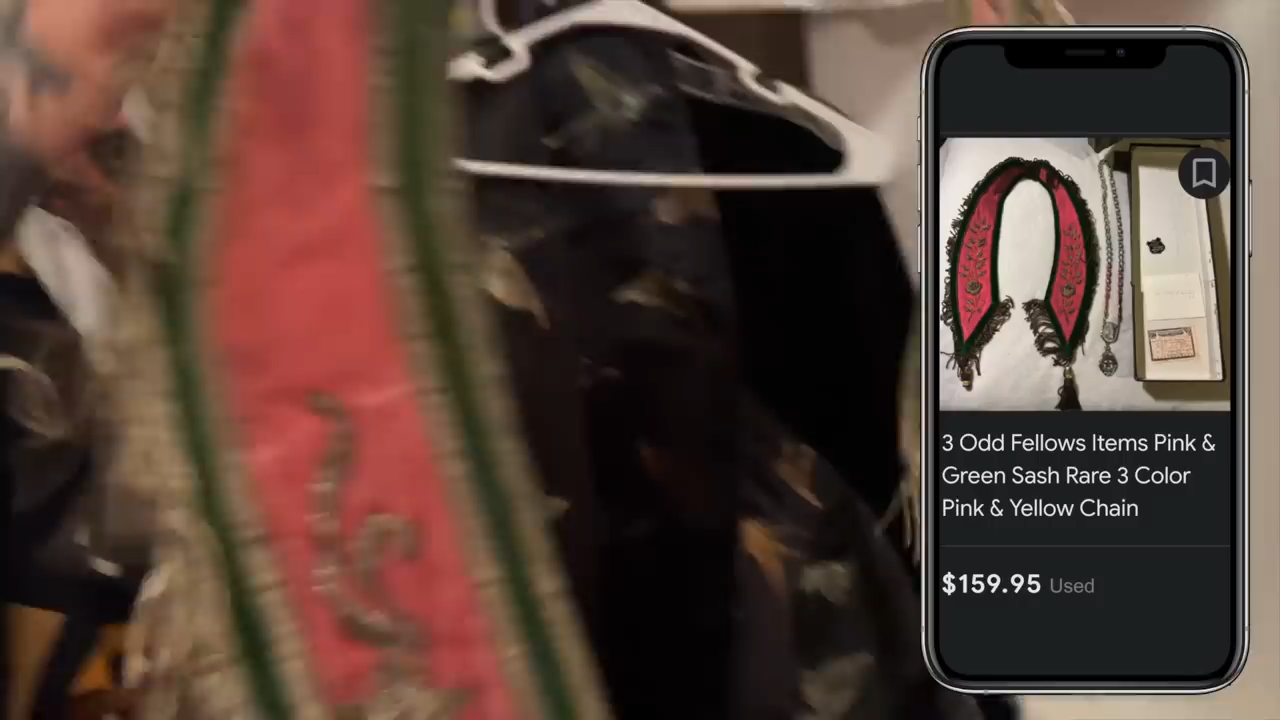 3 Odd Fellows Items Pink &
Green Sash Rare 3 Color
Pink & Yellow Chain
$159.95 Used